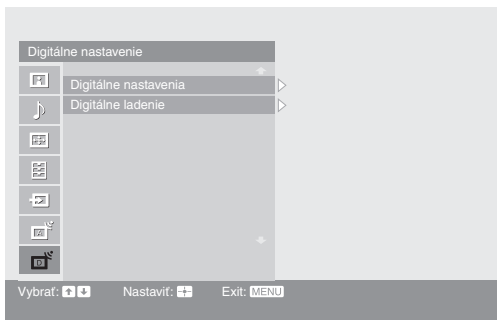 Digitálne nastavenie
Digitálne nastavenia
Digitálne ladenie
Vybrať: Nastaviť: Exit: MENU